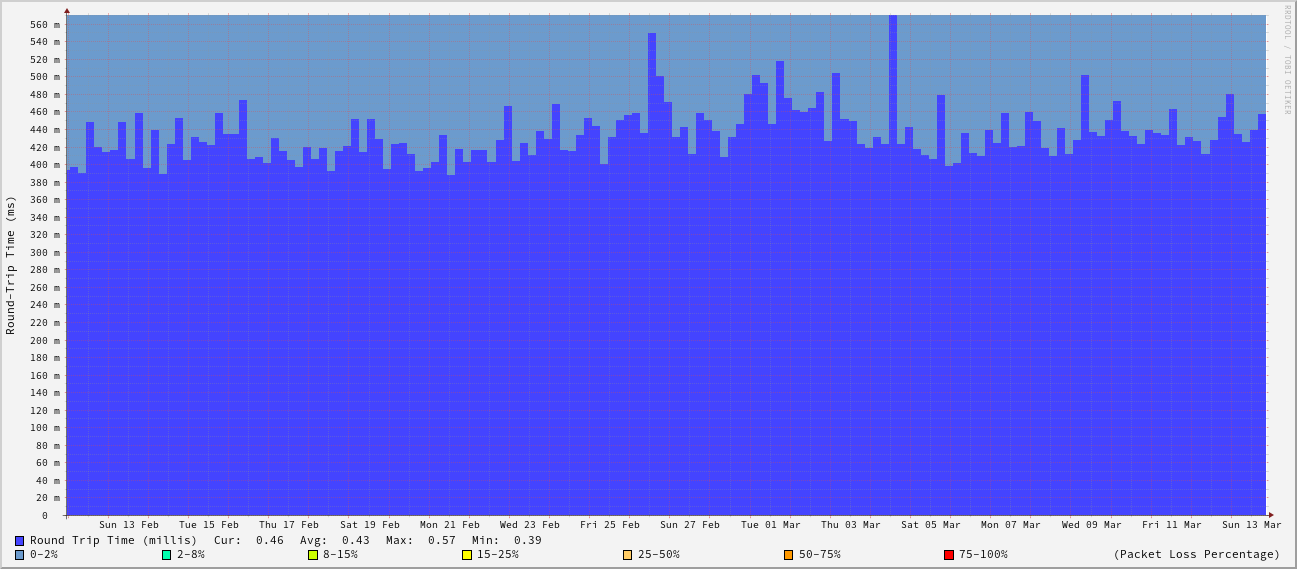 RRDTOOL / TOBI OETIKER
Round-Trip Time (ms)
560 m
540 m
520 m
500 m
480 m
460 m
440 m
420 m
400 m
380 m
360 m
340 m
320 m
300 m
280 m
260 m
240 m
220 m
200 m
180 m
160 m
140 m
120 m
100 m
80 m
60 m
40 m
20 m
0
Sun 13 Feb Tue 15 Feb Thu 17 Feb Sat 19 Feb Mon 21 Feb Wed 23 Feb Fri 25 Feb Sun 27 Feb Tue 01 Mar Thu 03 Mar Sat 05 Mar Mon 07 Mar Wed 09 Mar Fri 11 Mar Sun 13 Mar
Round Trip Time (millis) Cur: 0.46 Avg: 0.43 Max: 0.57 Min: 0.39
0-2% 2-8% 8-15% 15-25% 25-50% 50-75% 75-100% (Packet Loss Percentage)